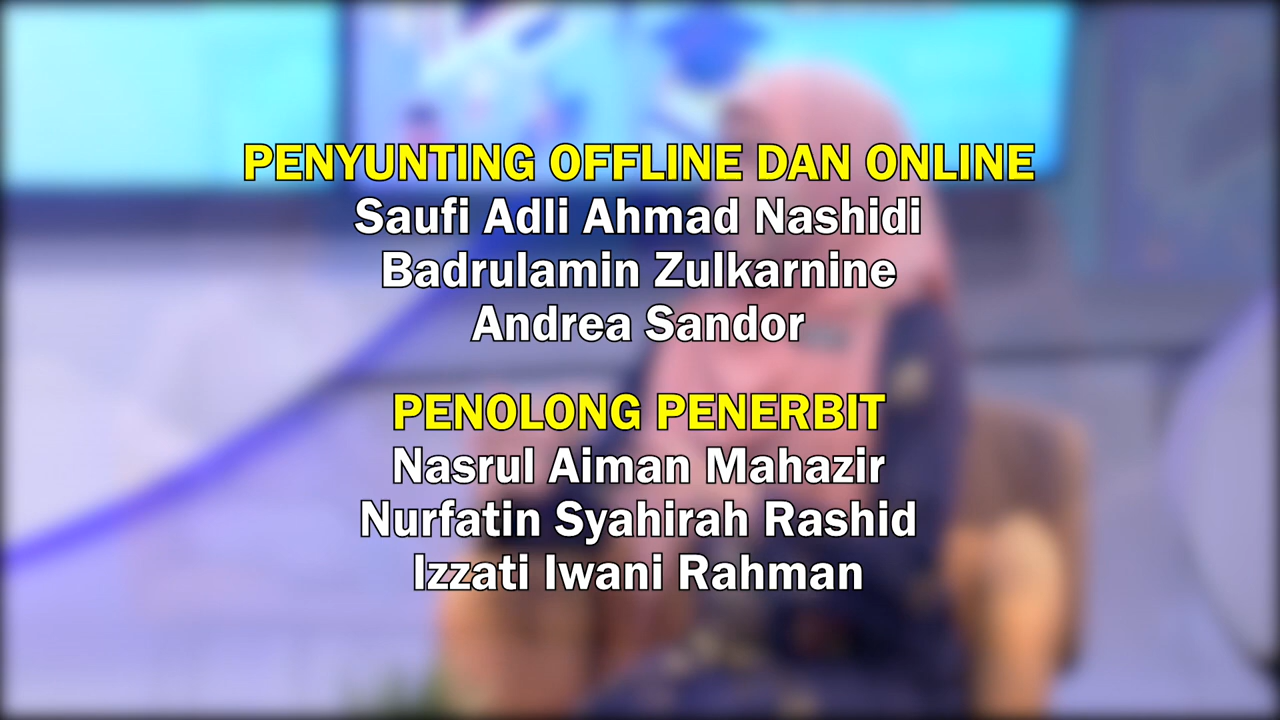 PENYUNTING OFFLINE DAN ONLINE
Saufi Adli Ahmad Nashidi
Badrulamin Zulkarnine
Andrea Sandor
PENOLONG PENERBIT
Nasrul Aiman Mahazir
Nurfatin Syahirah Rashid
Izzati Iwani Rahman